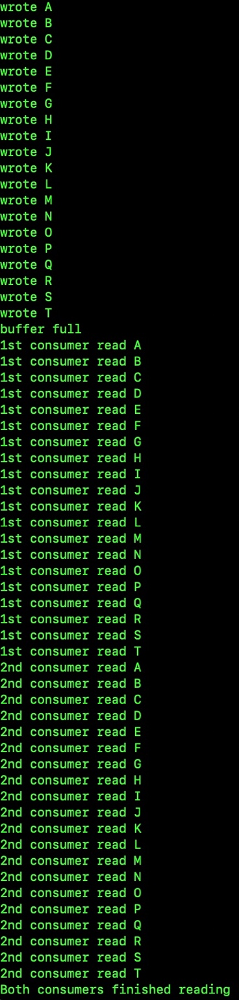 wrote A
wrote B
wrote C
wrote D
wrote E
wrote F
wrote G
wrote H
wrote I
wrote J
wrote K
wrote L
wrote M
wrote N
wrote O
wrote P
wrote Q
wrote R
wrote S
wrote T
buffer full
1st consumer read A
1st consumer read B
1st consumer read C
1st consumer read D
1st consumer read E
1st consumer read F
1st consumer read G
1st consumer read H
1st consumer read I
1st consumer read J
1st consumer read K
1st consumer read L
1st consumer read M
1st consumer read N
1st consumer read O
1st consumer read P
1st consumer read Q
1st consumer read R
1st consumer read S
1st consumer read T
2nd consumer read A
2nd consumer read B
2nd consumer read C
2nd consumer read D
2nd consumer read E
2nd consumer read F
2nd consumer read G
2nd consumer read H
2nd consumer read I
2nd consumer read J
2nd consumer read K
2nd consumer read L
2nd consumer read M
2nd consumer read N
2nd consumer read O
2nd consumer read P
2nd consumer read Q
2nd consumer read R
2nd consumer read S
2nd consumer read T
Both consumers finished reading